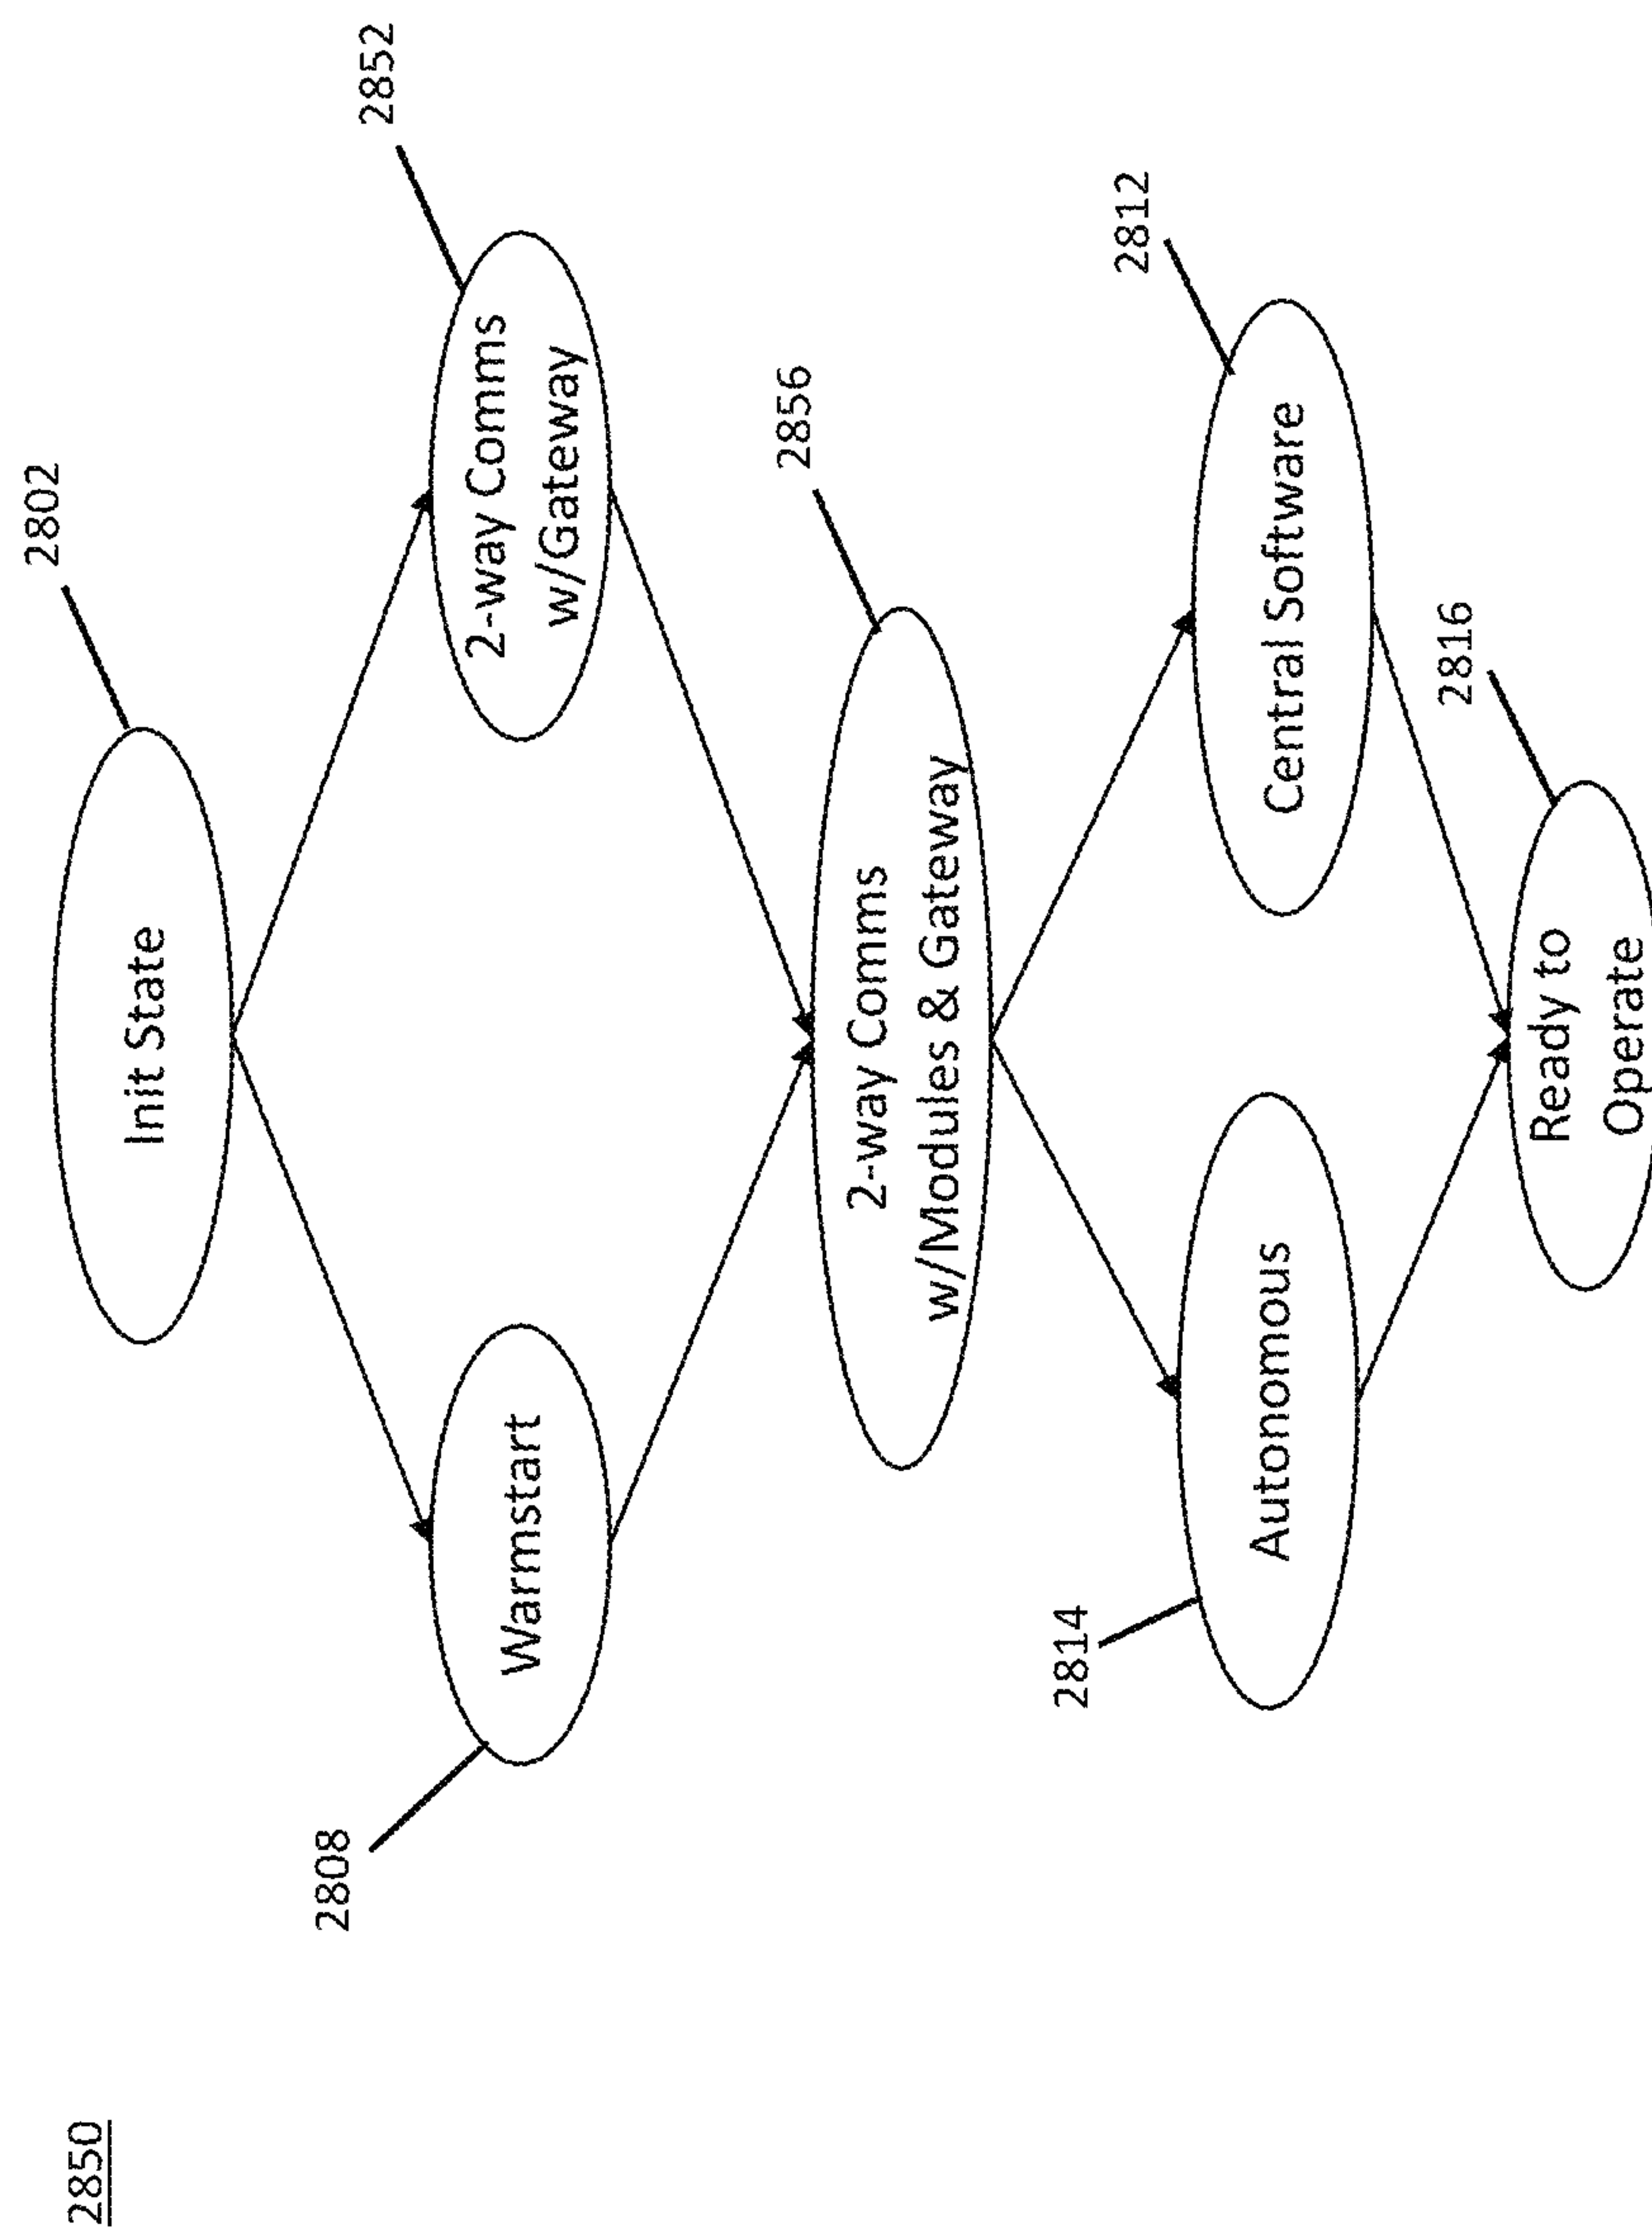 2850
2802
Init State
2808
Warmstart
2852
2-way Comms
w/Gateway
2856
2-way Comms
w/Modules & Gateway
2814
Autonomous
2812
Central Software
2816
Ready to
Operate